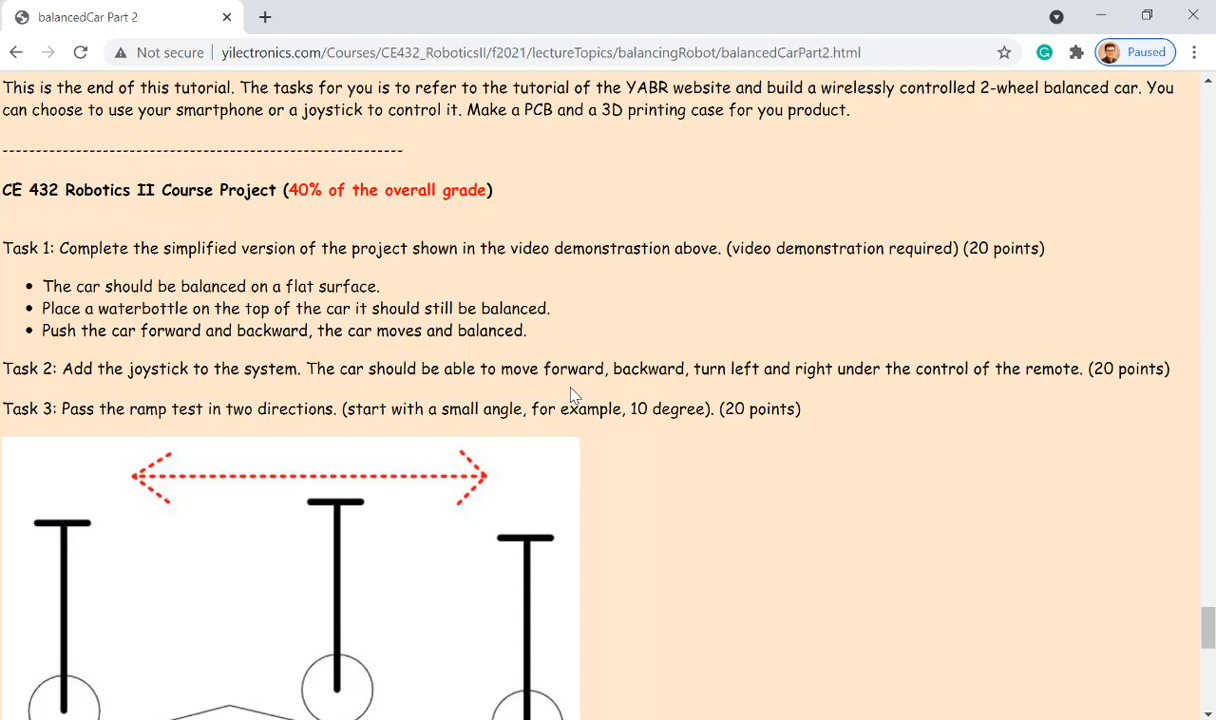 balancedCar Part 2
Not secure | yilectronics.com/Courses/CE432_RoboticsII/f2021/lectureTopics/balancingRobot/balancedCarPart2.html Paused
This is the end of this tutorial. The tasks for you is to refer to the tutorial of the YABR website and build a wirelessly controlled 2-wheel balanced car. You
can choose to use your smartphone or a joystick to control it. Make a PCB and a 3D printing case for you product.
------------------------------------------------------------
CE 432 Robotics II Course Project (40% of the overall grade)
Task 1: Complete the simplified version of the project shown in the video demonstrastion above. (video demonstration required) (20 points)
• The car should be balanced on a flat surface.
• Place a waterbottle on the top of the car it should still be balanced.
• Push the car forward and backward, the car moves and balanced.
Task 2: Add the joystick to the system. The car should be able to move forward, backward, turn left and right under the control of the remote. (20 points)
Task 3: Pass the ramp test in two directions. (start with a small angle, for example, 10 degree). (20 points)